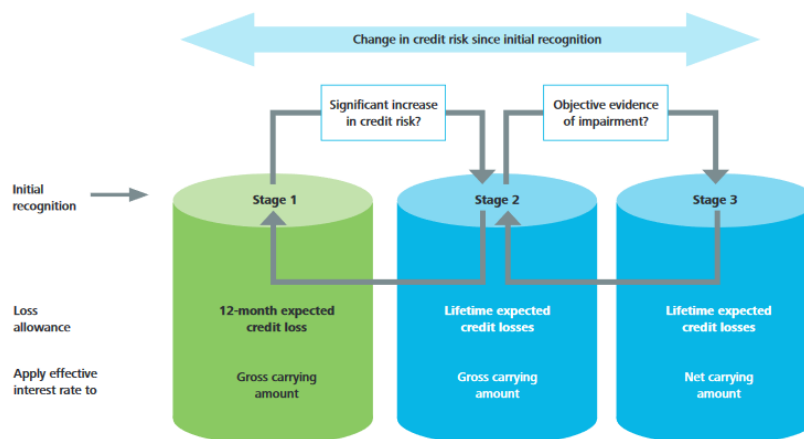 Change in credit risk since initial recognition
Significant increase
in credit risk?
Objective evidence
of impairment?
Initial
recognition
Stage 1
Stage 2
Stage 3
Loss
allowance
12-month expected
credit loss
Lifetime expected
credit losses
Lifetime expected
credit losses
Apply effective
interest rate to
Gross carrying
amount
Gross carrying
amount
Net carrying
amount